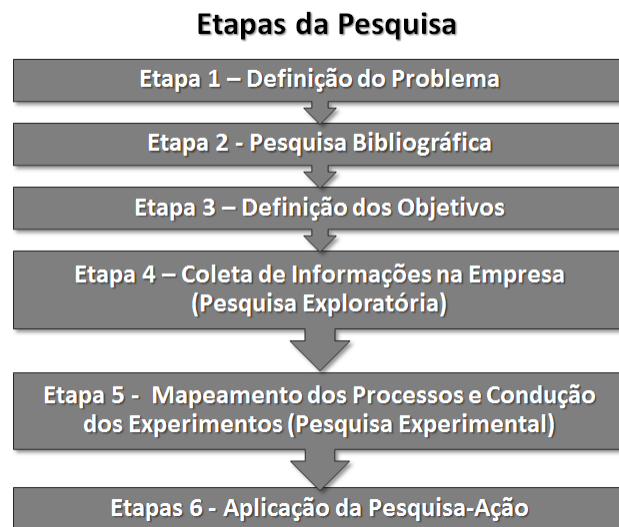 Etapas da Pesquisa
Etapa 1 – Definição do Problema
Etapa 2 - Pesquisa Bibliográfica
Etapa 3 – Definição dos Objetivos
Etapa 4 – Coleta de Informações na Empresa
(Pesquisa Exploratória)
Etapa 5 - Mapeamento dos Processos e Condução
dos Experimentos (Pesquisa Experimental)
Etapas 6 - Aplicação da Pesquisa-Ação